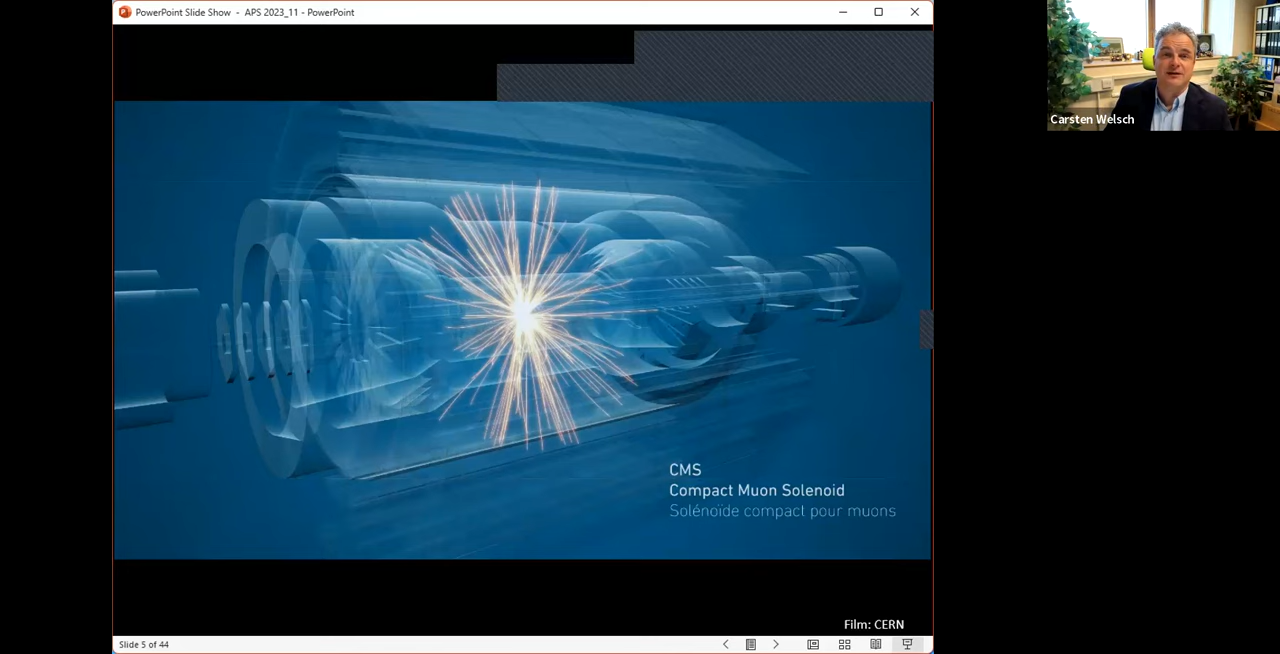 PowerPoint Slide Show - APS 2023_11 - PowerPoint
Carsten Welsch
CMS
Compact Muon Solenoid
Solénoïde compact pour muons
Film: CERN
Slide 5 of 44